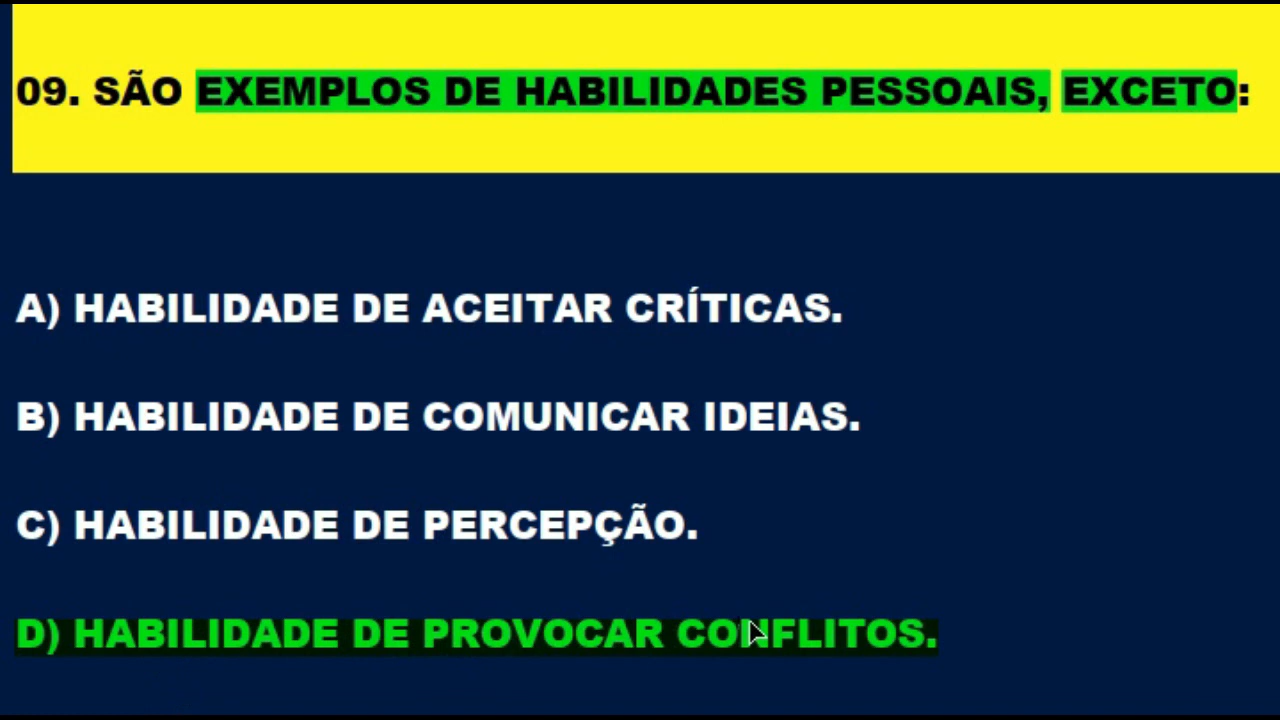 09. SÃO EXEMPLOS DE HABILIDADES PESSOAIS, EXCETO:
A) HABILIDADE DE ACEITAR CRÍTICAS.
B) HABILIDADE DE COMUNICAR IDEIAS.
C) HABILIDADE DE PERCEPÇÃO.
D) HABILIDADE DE PROVOCAR CONFLITOS.